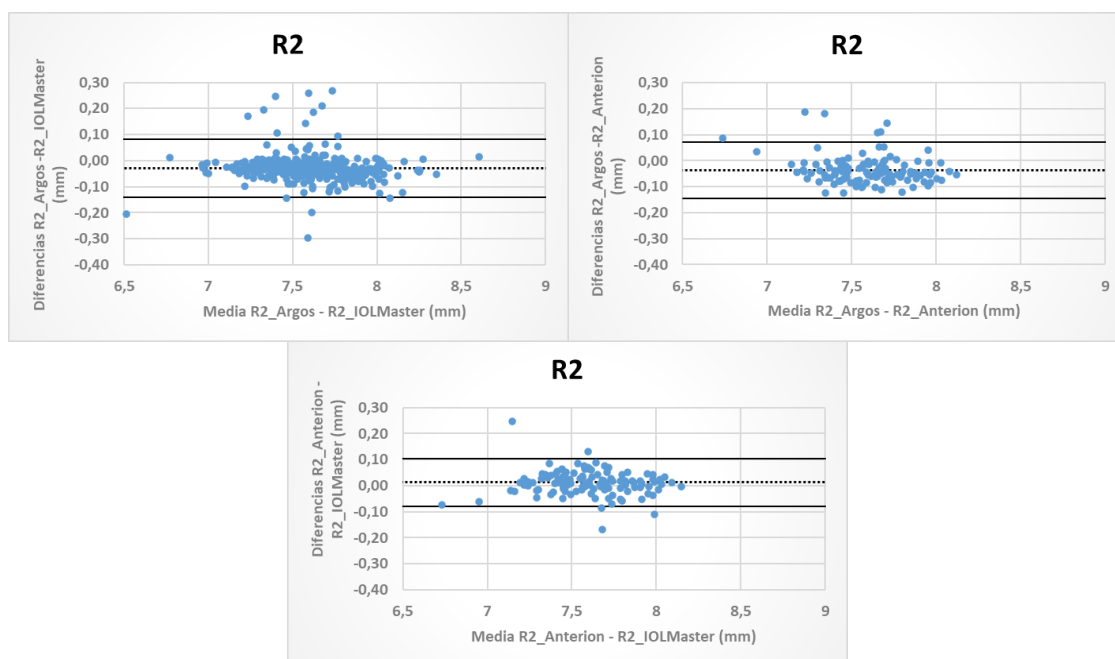 R2
Diferencias R2_Argos -R2_IOLMaster
(mm)
0,30
0,20
0,10
0,00
-0,10
-0,20
-0,30
-0,40
6,5 7 7,5 8 8,5 9
Media R2_Argos - R2_IOLMaster (mm)
R2
Diferencias R2_Argos -R2_Anterion
(mm)
0,30
0,20
0,10
0,00
-0,10
-0,20
-0,30
-0,40
6,5 7 7,5 8 8,5 9
Media R2_Argos - R2_Anterion (mm)
R2
Diferencias R2_Anterion -
R2_IOLMaster (mm)
0,30
0,20
0,10
0,00
-0,10
-0,20
-0,30
-0,40
6,5 7 7,5 8 8,5 9
Media R2_Anterion - R2_IOLMaster (mm)